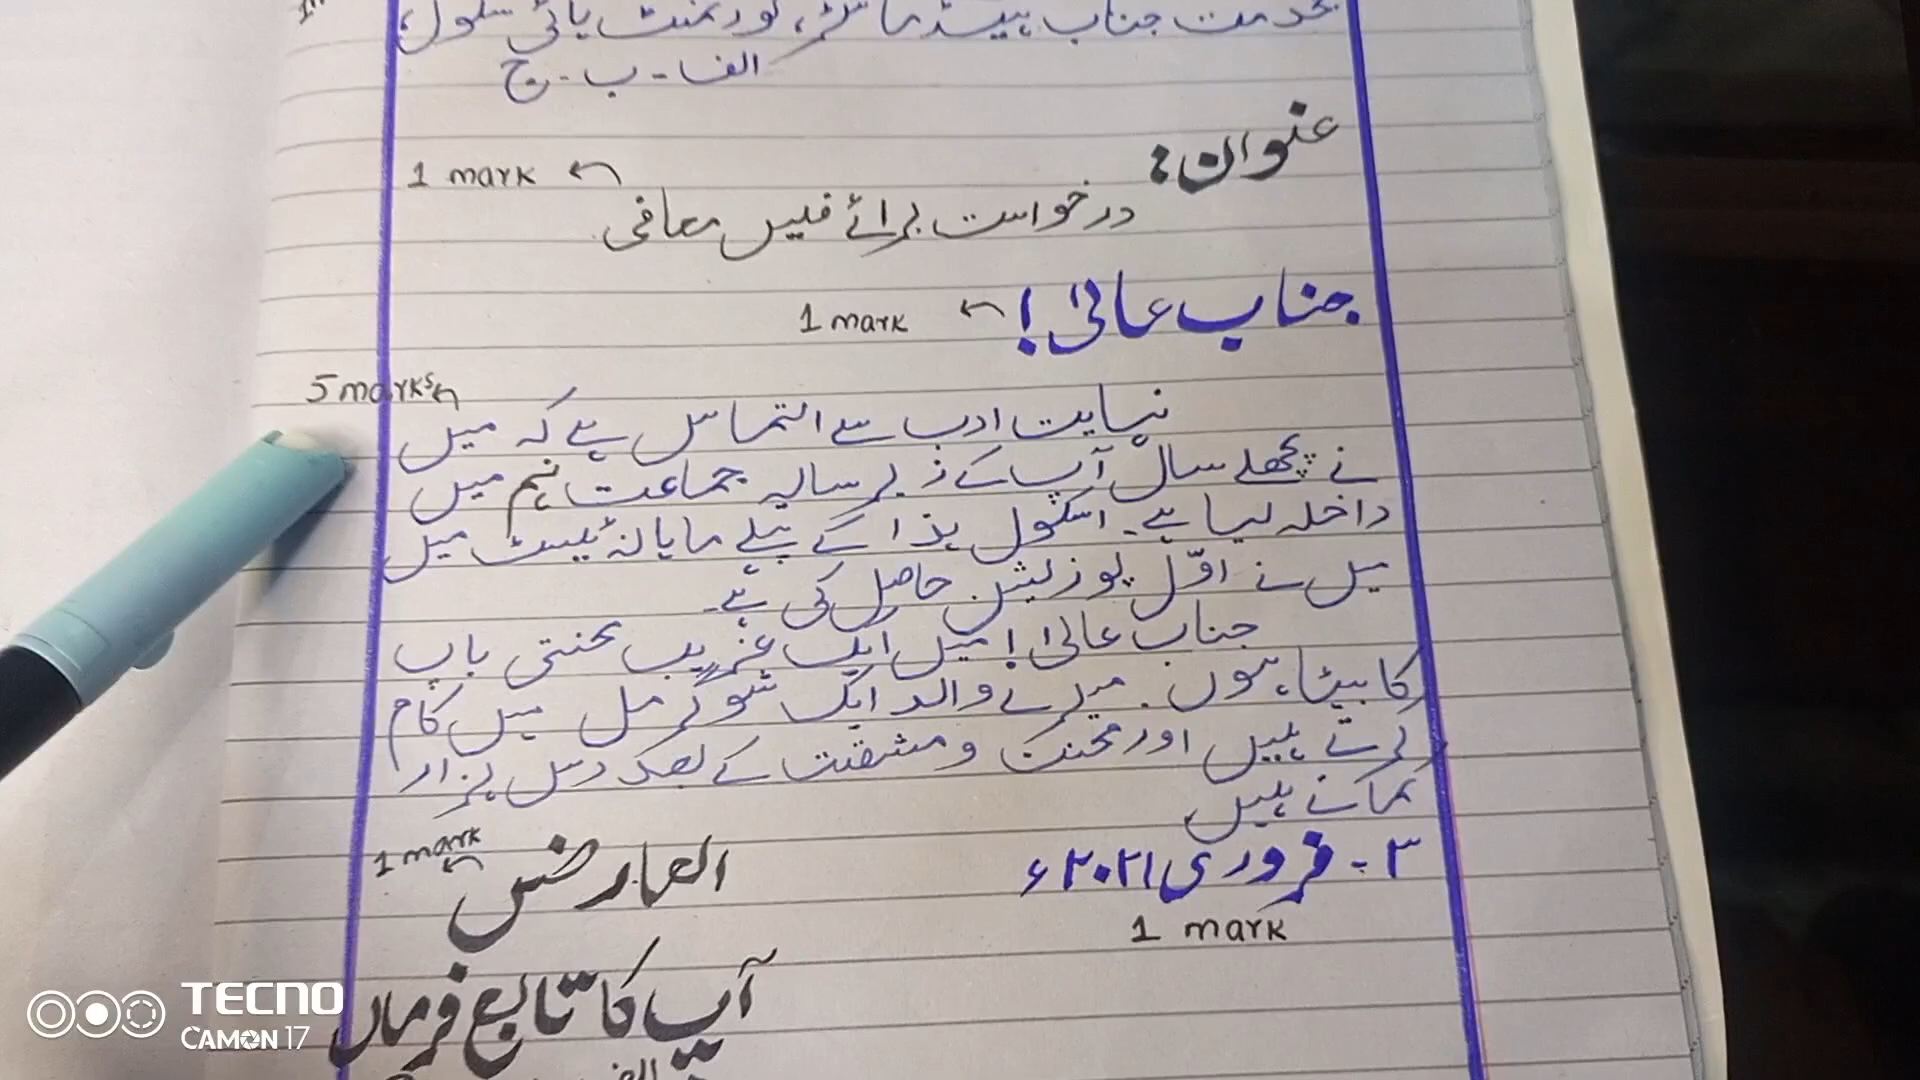 بخدمت جناب ہیڈ ماسٹر، گورنمنٹ ہائی سکول،
الف - ب - ج
عنوان:
1 mark
درخواست برائے فیس معافی
جناب عالیٰ!
1 mark
5 marks
نہایت ادب سے التماس ہے کہ میں
نے پچھلے سال آپ کے زیر سایہ جماعت نہم میں
داخلہ لیا ہے۔ اسکول ہذا کے پہلے ماہانہ ٹیسٹ میں
میں نے اوّل پوزیشن حاصل کی ہے۔
جناب عالیٰ! میں ایک غریب محنتی باپ
کا بیٹا ہوں۔ میرے والد ایک شوگر مل میں کام
کرتے ہیں اور محنت و مشقت کے بعد دس ہزار
کماتے ہیں
۳ - فروری ۲۰۲۱ء
العارض
1 mark
1 mark
آپ کا تابع فرماں
TECNO
CAMON 17